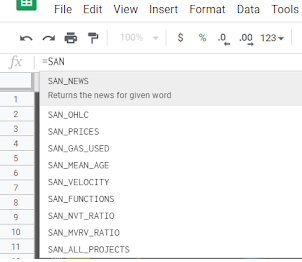 File Edit View Insert Format Data Tools
100% $ % .0 .00 123
fx =SAN
SAN_NEWS
Returns the news for given word
1
2 SAN_OHLC
3 SAN_PRICES
4 SAN_GAS_USED
5 SAN_MEAN_AGE
6 SAN_VELOCITY
7 SAN_FUNCTIONS
8 SAN_NVT_RATIO
9 SAN_MVRV_RATIO
10 SAN_ALL_PROJECTS
11